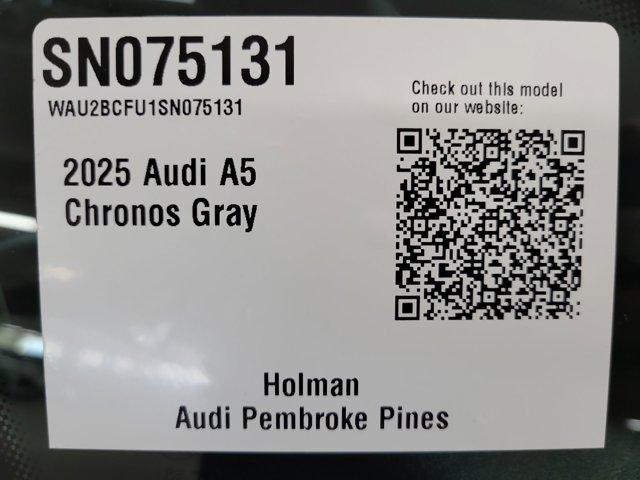 SN075131
WAU2BCFU1SN075131
Check out this model
on our website:
2025 Audi A5
Chronos Gray
Holman
Audi Pembroke Pines